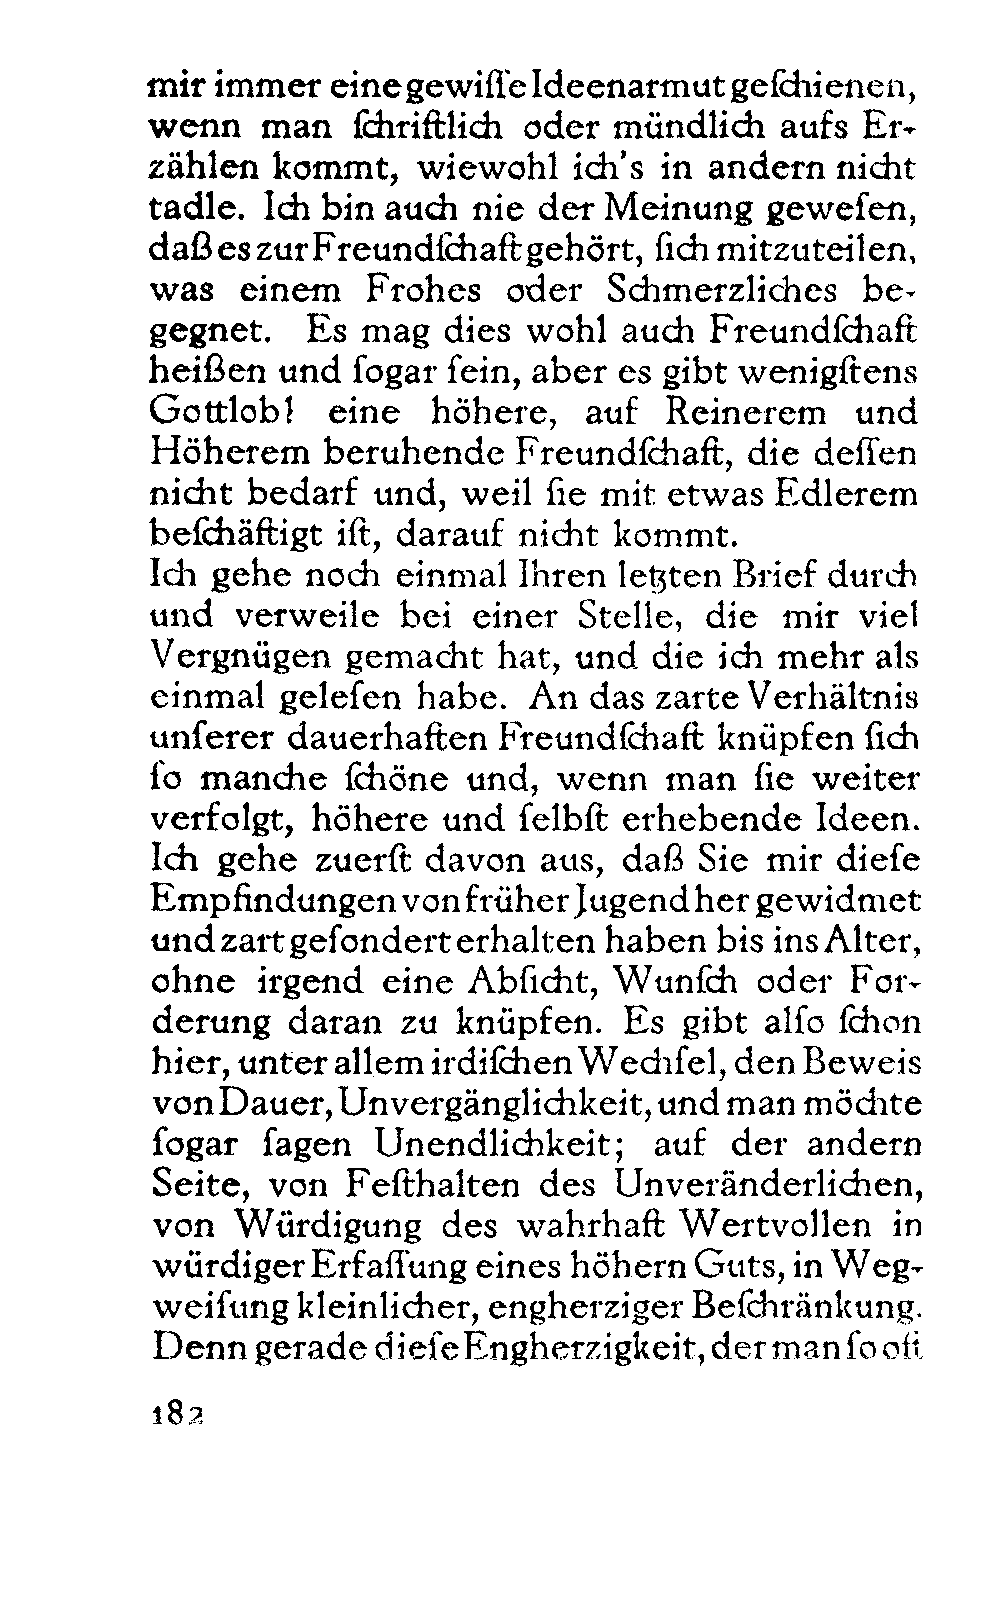 mir immer eine gewiſſe Ideenarmut geſchienen,
wenn man ſchriftlich oder mündlich aufs Er-
zählen kommt, wiewohl ich's in andern nicht
tadle. Ich bin auch nie der Meinung geweſen,
daß es zur Freundſchaft gehört, ſich mitzuteilen,
was einem Frohes oder Schmerzliches be-
gegnet. Es mag dies wohl auch Freundſchaft
heißen und ſogar ſein, aber es gibt wenigſtens
Gottlob! eine höhere, auf Reinerem und
Höherem beruhende Freundſchaft, die deſſen
nicht bedarf und, weil ſie mit etwas Edlerem
beſchäftigt iſt, darauf nicht kommt.
Ich gehe noch einmal Ihren letzten Brief durch
und verweile bei einer Stelle, die mir viel
Vergnügen gemacht hat, und die ich mehr als
einmal geleſen habe. An das zarte Verhältnis
unſerer dauerhaften Freundſchaft knüpfen ſich
ſo manche ſchöne und, wenn man ſie weiter
verfolgt, höhere und ſelbſt erhebende Ideen.
Ich gehe zuerſt davon aus, daß Sie mir dieſe
Empfindungen von früher Jugend her gewidmet
und zart geſondert erhalten haben bis ins Alter,
ohne irgend eine Abſicht, Wunſch oder For-
derung daran zu knüpfen. Es gibt alſo ſchon
hier, unter allem irdiſchen Wechſel, den Beweis
von Dauer, Unvergänglichkeit, und man möchte
ſogar ſagen Unendlichkeit; auf der andern
Seite, von Feſthalten des Unveränderlichen,
von Würdigung des wahrhaft Wertvollen in
würdiger Erfaſſung eines höhern Guts, in Weg-
weiſung kleinlicher, engherziger Beſchränkung.
Denn gerade dieſe Engherzigkeit, der man ſo oft
182